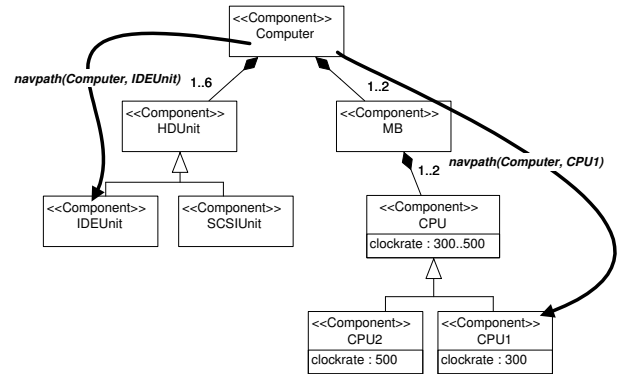 <<Component>>
Computer
navpath(Computer, IDEUnit)
1..6
1..2
<<Component>>
HDUnit
<<Component>>
MB
1..2
navpath(Computer, CPU1)
<<Component>>
IDEUnit
<<Component>>
SCSIUnit
<<Component>>
CPU
clockrate : 300..500
<<Component>>
CPU2
clockrate : 500
<<Component>>
CPU1
clockrate : 300